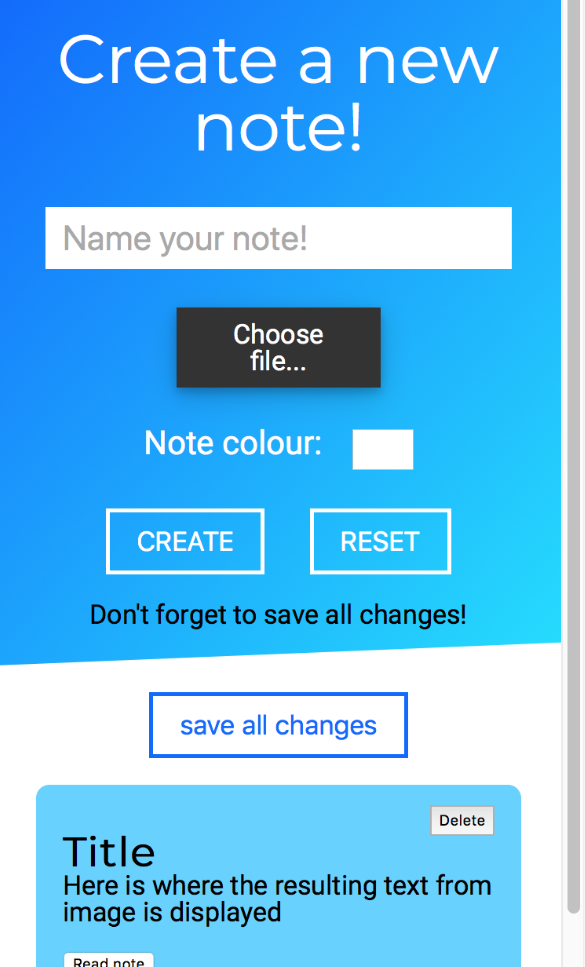 Create a new
note!
Name your note!
Choose
file...
Note colour:
CREATE RESET
Don't forget to save all changes!
save all changes
Delete
Title
Here is where the resulting text from
image is displayed
Read note